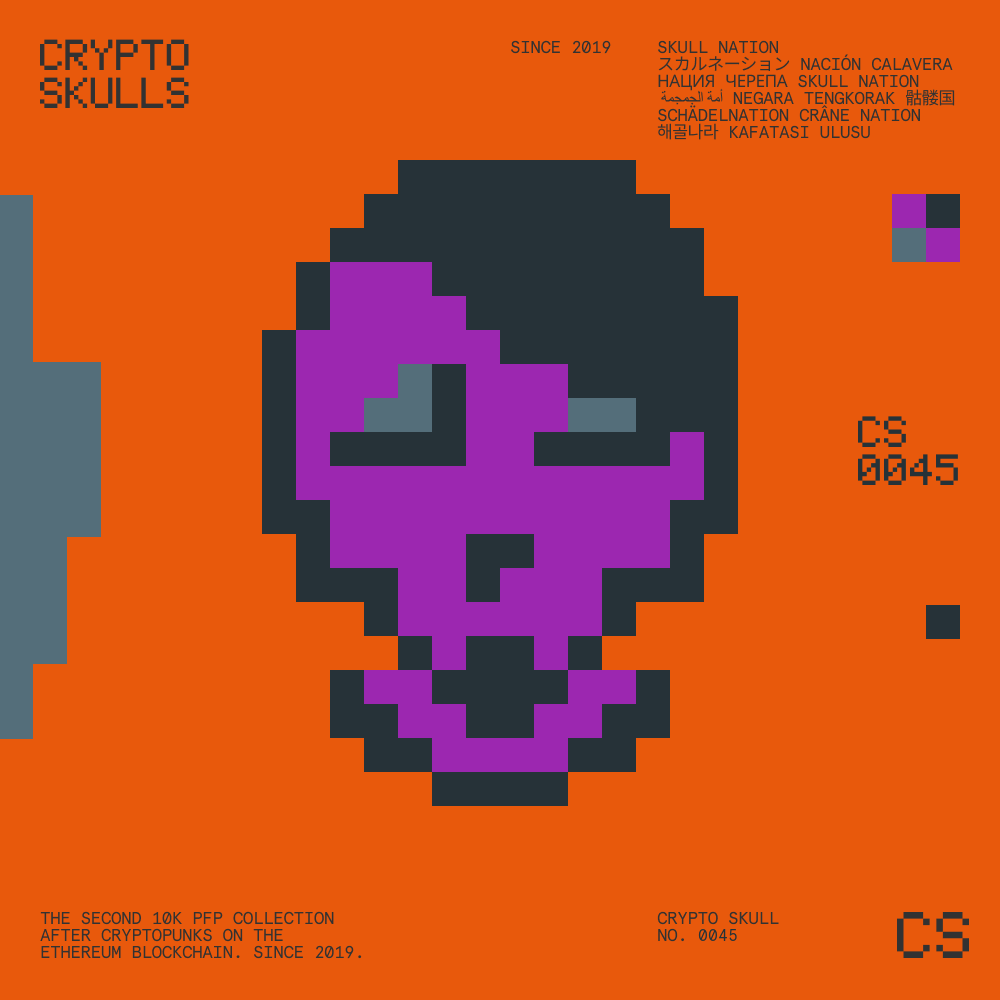 CRYPTO
SKULLS
SINCE 2019
SKULL NATION
スカルネーション NACIÓN CALAVERA
НАЦИЯ ЧЕРЕПА SKULL NATION
أمة الجمجمة NEGARA TENGKORAK 骷髅国
SCHÄDELNATION CRÂNE NATION
해골나라 KAFATASI ULUSU
CS
0045
THE SECOND 10K PFP COLLECTION
AFTER CRYPTOPUNKS ON THE
ETHEREUM BLOCKCHAIN. SINCE 2019.
CRYPTO SKULL
NO. 0045
CS